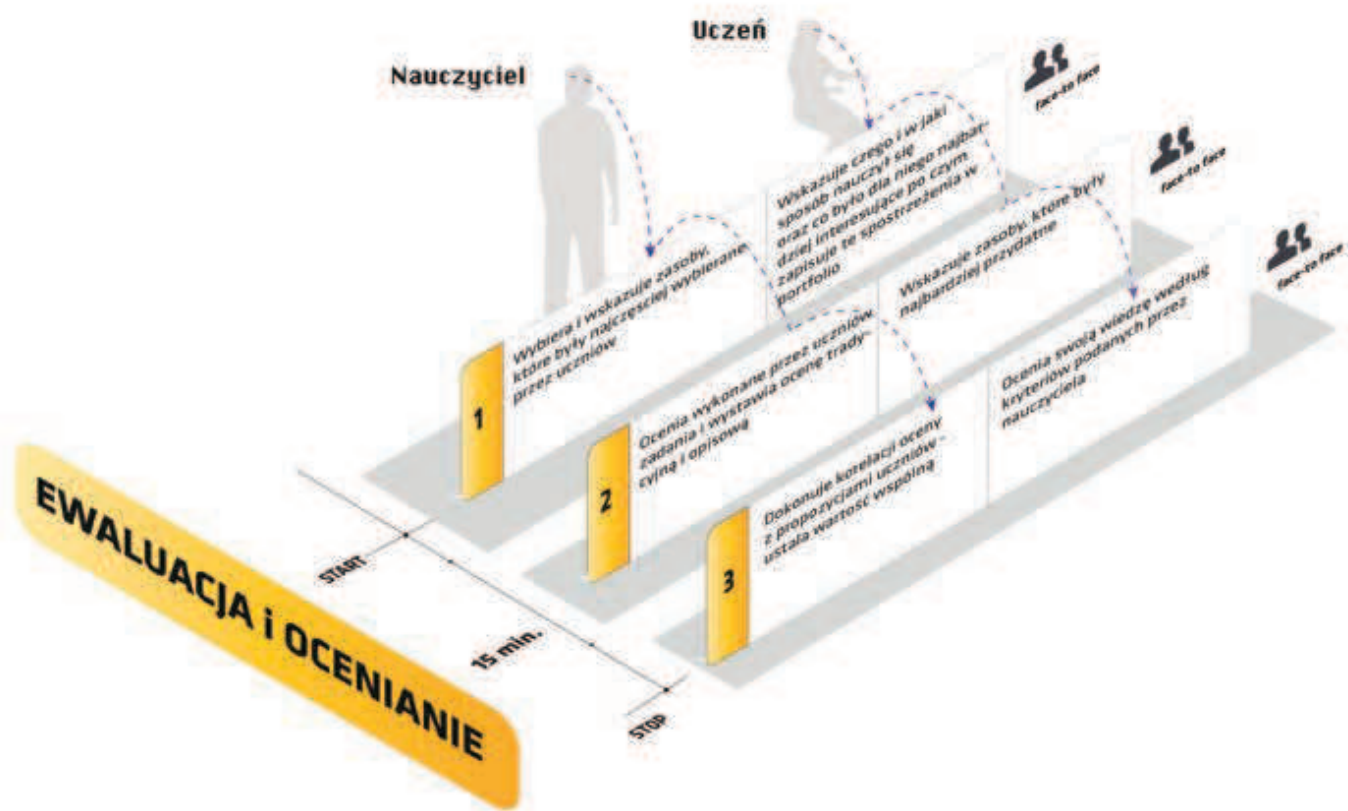 Uczeń
Nauczyciel
face-to face
Wskazuje czego i w jaki
sposób nauczył się
oraz co było dla niego najbar-
dziej interesujące po czym
zapisuje te spostrzeżenia w
portfolio
face-to face
Wybiera i wskazuje zasoby,
które były najczęściej wybierane
przez uczniów
1
Wskazuje zasoby, które były
najbardziej przydatne
face-to face
Ocenia wykonane przez uczniów
zadania i wystawia ocenę trady-
cyjną i opisową
2
Ocenia swoją wiedzę według
kryteriów podanych przez
nauczyciela
Dokonuje korelacji oceny
z propozycjami uczniów -
ustala wartość wspólną
3
START
15 min.
STOP
EWALUACJA i OCENIANIE